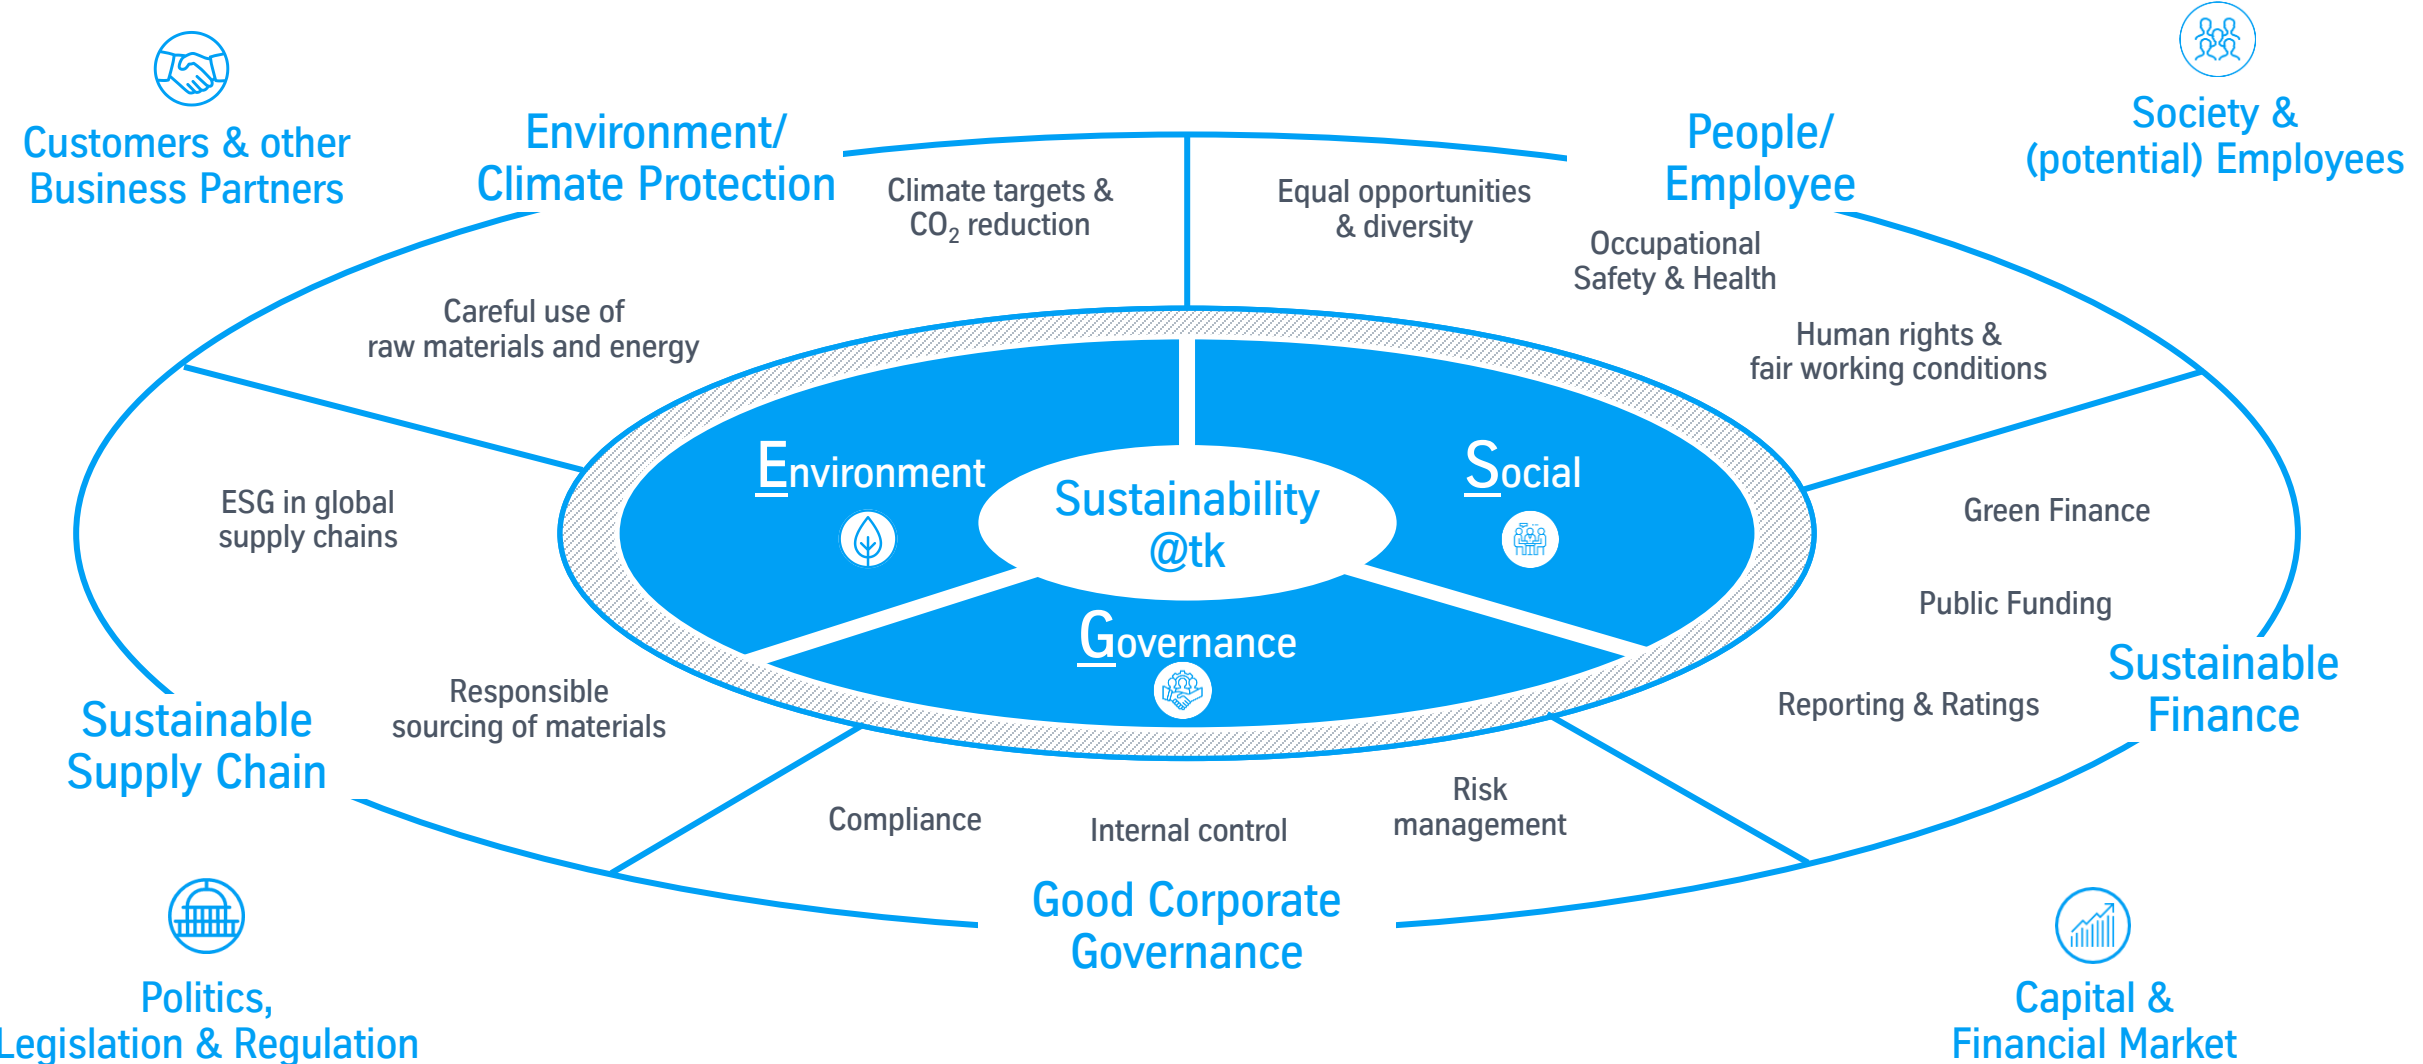 Customers & other
Business Partners
Environment/
Climate Protection
People/
Employee
Society &
(potential) Employees
Climate targets &
CO₂ reduction
Equal opportunities
& diversity
Occupational
Safety & Health
Careful use of
raw materials and energy
Human rights &
fair working conditions
Environment
Social
Sustainability
@tk
Governance
ESG in global
supply chains
Green Finance
Public Funding
Reporting & Ratings
Sustainable
Finance
Responsible
sourcing of materials
Sustainable
Supply Chain
Compliance
Internal control
Risk
management
Good Corporate
Governance
Politics,
Legislation & Regulation
Capital &
Financial Market